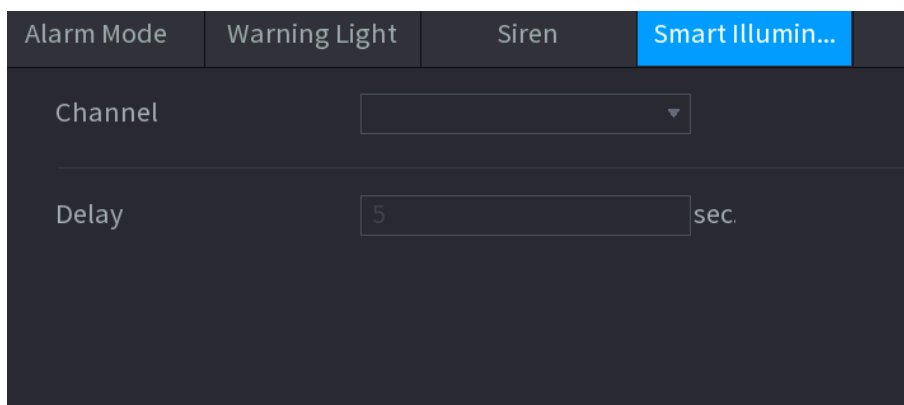 Alarm Mode Warning Light Siren Smart Illumin...
Channel
Delay 5 sec.